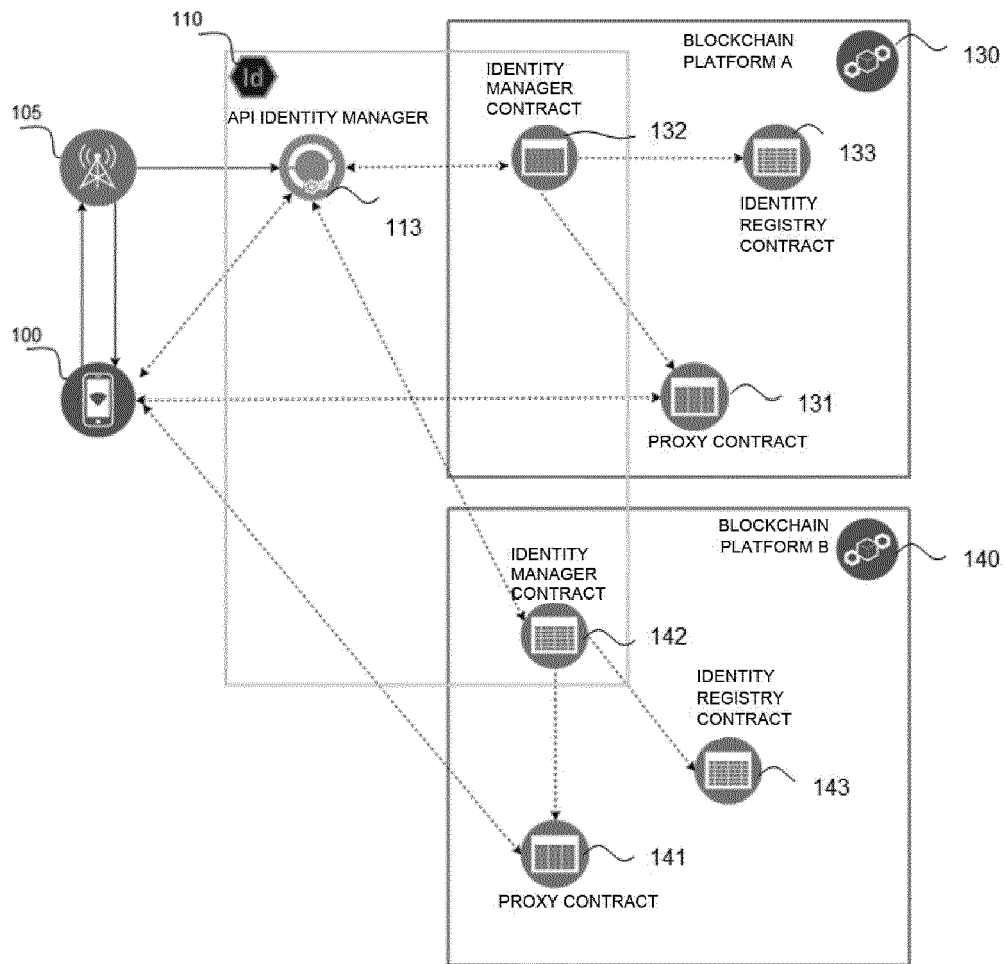 110
Id
API IDENTITY MANAGER
105
113
100
BLOCKCHAIN
PLATFORM A
130
IDENTITY
MANAGER
CONTRACT
132
133
IDENTITY
REGISTRY
CONTRACT
131
PROXY CONTRACT
BLOCKCHAIN
PLATFORM B
140
IDENTITY
MANAGER
CONTRACT
142
IDENTITY
REGISTRY
CONTRACT
143
141
PROXY CONTRACT